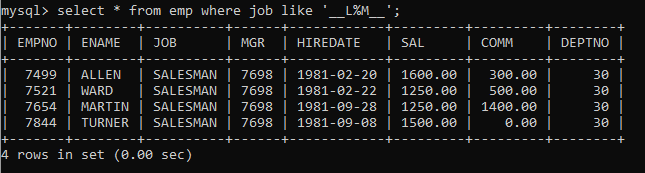 mysql> select * from emp where job like '__L%M__';
+-------+--------+----------+------+------------+---------+---------+--------+
| EMPNO | ENAME  | JOB      | MGR  | HIREDATE   | SAL     | COMM    | DEPTNO |
+-------+--------+----------+------+------------+---------+---------+--------+
|  7499 | ALLEN  | SALESMAN | 7698 | 1981-02-20 | 1600.00 |  300.00 |     30 |
|  7521 | WARD   | SALESMAN | 7698 | 1981-02-22 | 1250.00 |  500.00 |     30 |
|  7654 | MARTIN | SALESMAN | 7698 | 1981-09-28 | 1250.00 | 1400.00 |     30 |
|  7844 | TURNER | SALESMAN | 7698 | 1981-09-08 | 1500.00 |    0.00 |     30 |
+-------+--------+----------+------+------------+---------+---------+--------+
4 rows in set (0.00 sec)